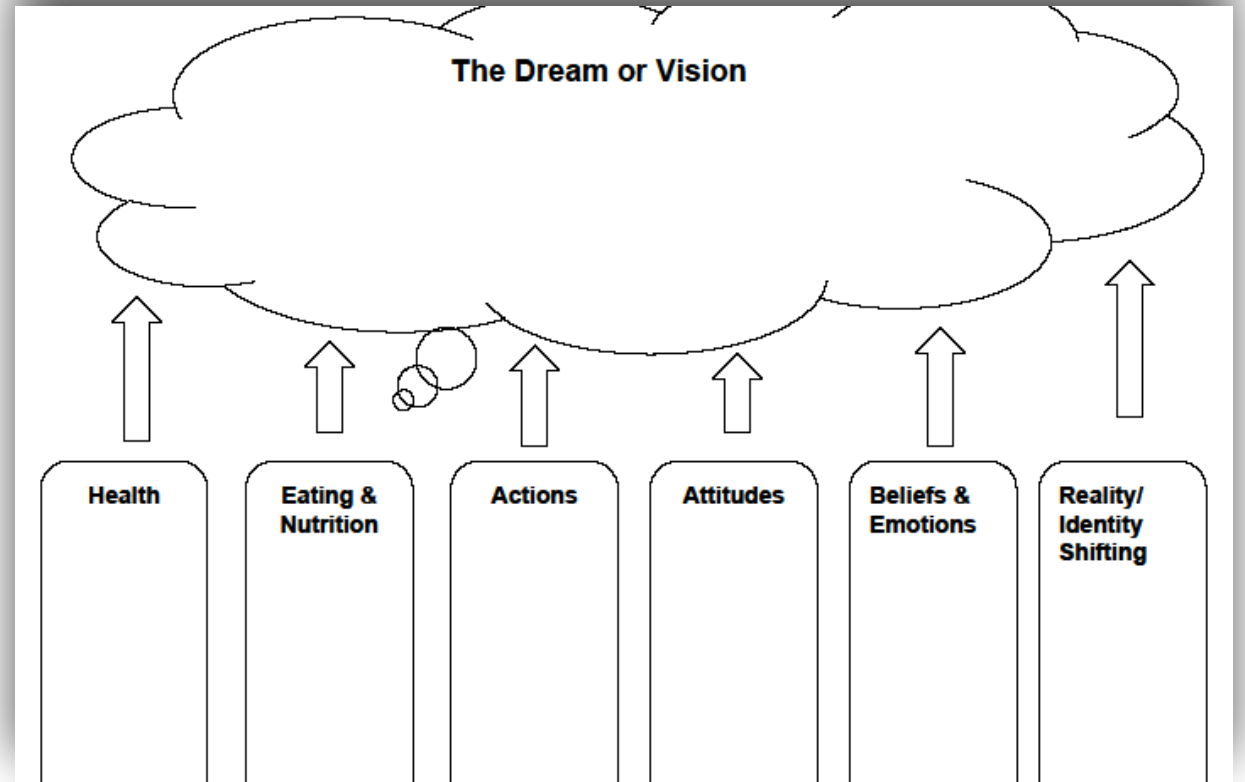 The Dream or Vision
Health
Eating &
Nutrition
Actions
Attitudes
Beliefs &
Emotions
Reality/
Identity
Shifting